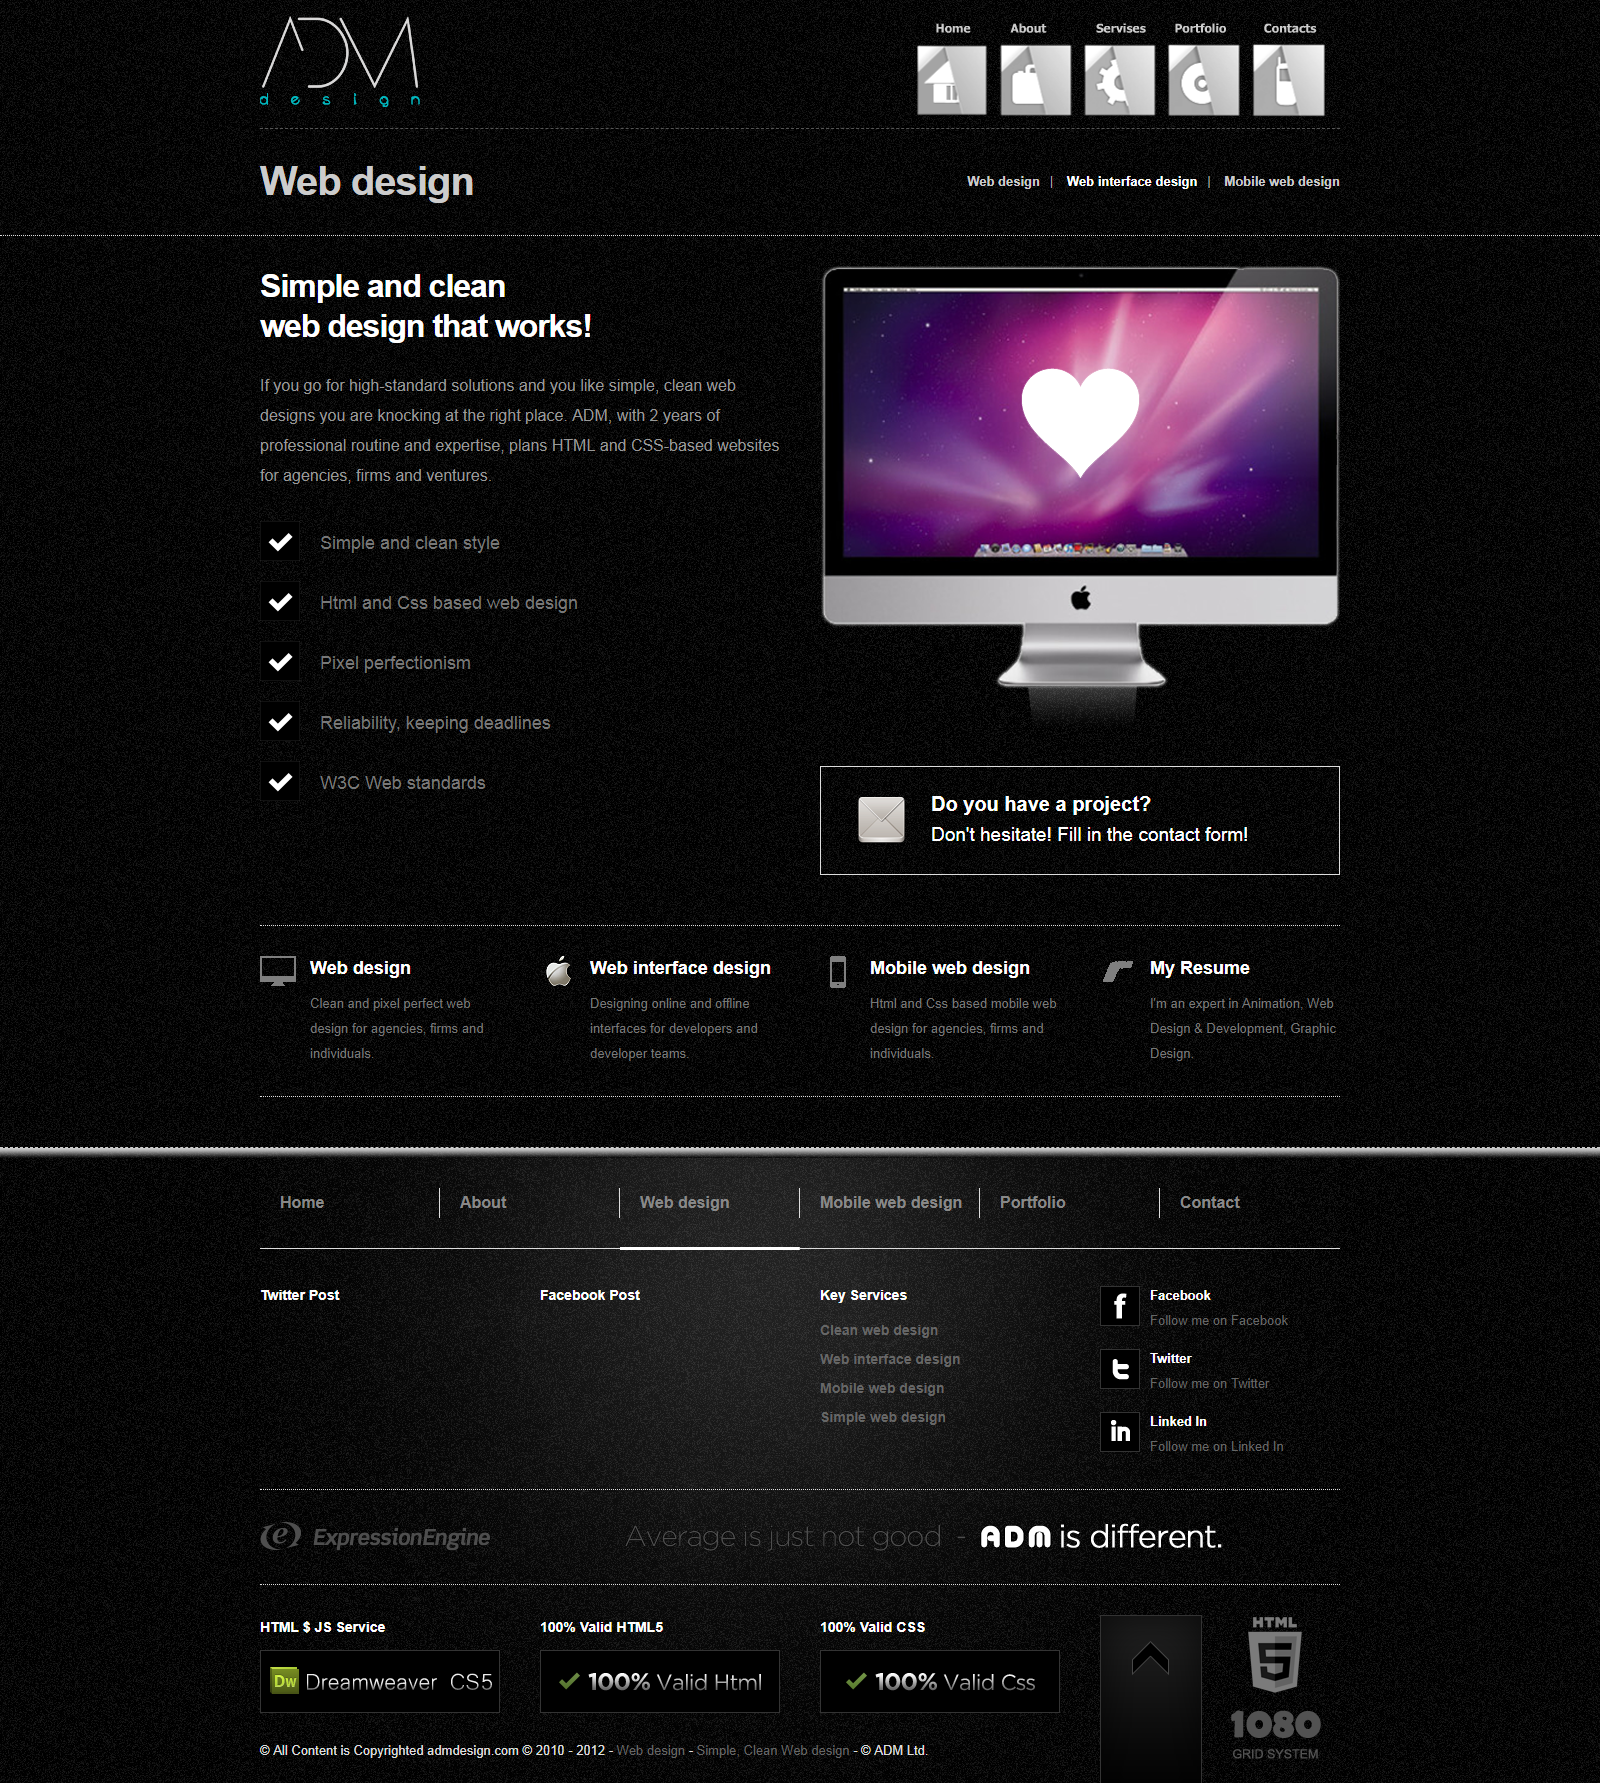 ADM
design
Home About Servises Portfolio Contacts
Web design
Web design | Web interface design | Mobile web design
Simple and clean
web design that works!
If you go for high-standard solutions and you like simple, clean web
designs you are knocking at the right place. ADM, with 2 years of
professional routine and expertise, plans HTML and CSS-based websites
for agencies, firms and ventures.
Simple and clean style
Html and Css based web design
Pixel perfectionism
Reliability, keeping deadlines
W3C Web standards
Do you have a project?
Don't hesitate! Fill in the contact form!
Web design
Clean and pixel perfect web
design for agencies, firms and
individuals.
Web interface design
Designing online and offline
interfaces for developers and
developer teams.
Mobile web design
Html and Css based mobile web
design for agencies, firms and
individuals.
My Resume
I'm an expert in Animation, Web
Design & Development, Graphic
Design.
Home About Web design Mobile web design Portfolio Contact
Twitter Post
Facebook Post
Key Services
Clean web design
Web interface design
Mobile web design
Simple web design
f
Facebook
Follow me on Facebook
t
Twitter
Follow me on Twitter
in
Linked In
Follow me on Linked In
e ExpressionEngine
Average is just not good - ADM is different.
HTML $ JS Service
Dw Dreamweaver CS5
100% Valid HTML5
100% Valid Html
100% Valid CSS
100% Valid Css
HTML
5
1080
GRID SYSTEM
© All Content is Copyrighted admdesign.com © 2010 - 2012 - Web design - Simple, Clean Web design - © ADM Ltd.